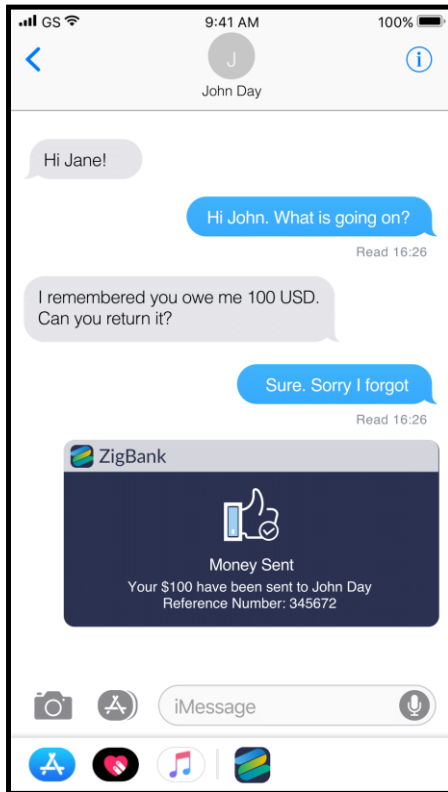 GS 9:41 AM 100%
J
John Day
Hi Jane!
Hi John. What is going on?
Read 16:26
I remembered you owe me 100 USD.
Can you return it?
Sure. Sorry I forgot
Read 16:26
ZigBank
Money Sent
Your $100 have been sent to John Day
Reference Number: 345672
iMessage